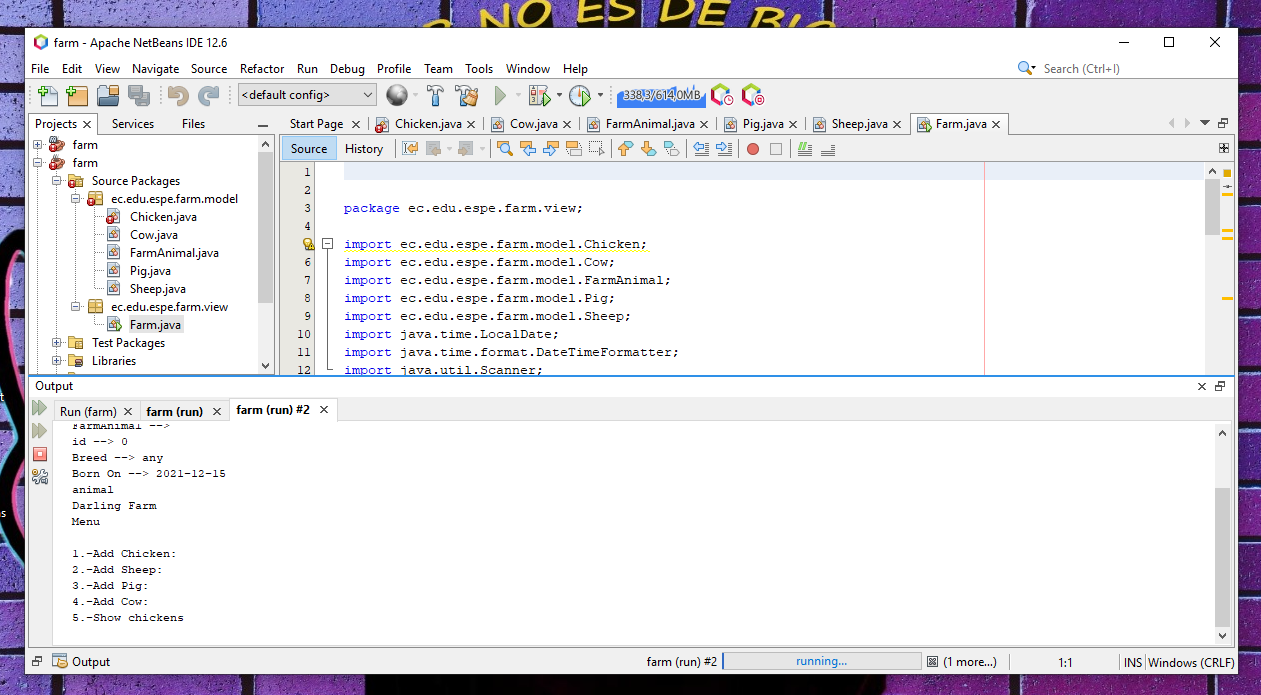 NO ES DE
farm - Apache NetBeans IDE 12.6
File Edit View Navigate Source Refactor Run Debug Profile Team Tools Window Help
Search (Ctrl+I)
<default config>
338,3/614,0MB
Projects Services Files
Start Page Chicken.java Cow.java FarmAnimal.java Pig.java Sheep.java Farm.java
Source History
farm
farm
Source Packages
ec.edu.espe.farm.model
Chicken.java
Cow.java
FarmAnimal.java
Pig.java
Sheep.java
ec.edu.espe.farm.view
Farm.java
Test Packages
Libraries
1
2
3 package ec.edu.espe.farm.view;
4
import ec.edu.espe.farm.model.Chicken;
6 import ec.edu.espe.farm.model.Cow;
7 import ec.edu.espe.farm.model.FarmAnimal;
8 import ec.edu.espe.farm.model.Pig;
9 import ec.edu.espe.farm.model.Sheep;
10 import java.time.LocalDate;
11 import java.time.format.DateTimeFormatter;
12 import java.util.Scanner;
Output
Run (farm) farm (run) farm (run) #2
FarmAnimal -->
id --> 0
Breed --> any
Born On --> 2021-12-15
animal
Darling Farm
Menu
1.-Add Chicken:
2.-Add Sheep:
3.-Add Pig:
4.-Add Cow:
5.-Show chickens
Output
farm (run) #2 running... (1 more...) 1:1 INS Windows (CRLF)